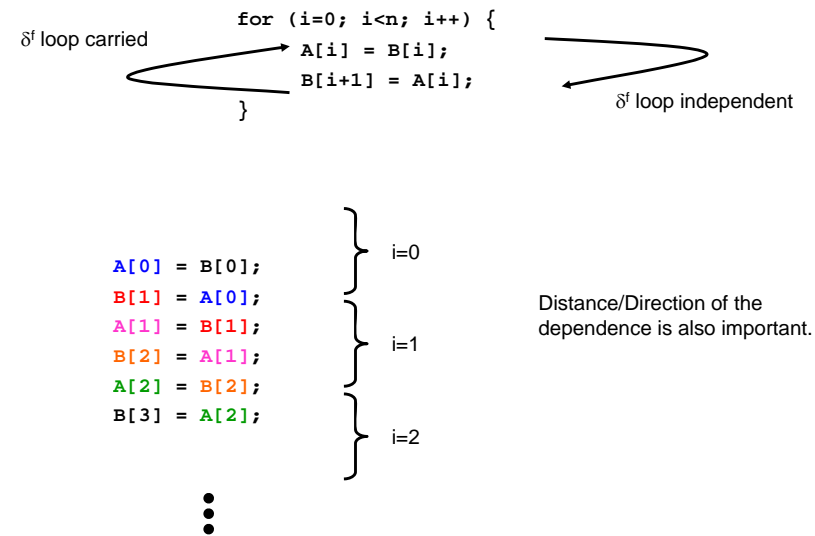 for (i=0; i<n; i++) {
δᶠ loop carried
A[i] = B[i];
B[i+1] = A[i];
δᶠ loop independent
}
i=0
A[0] = B[0];
B[1] = A[0];
A[1] = B[1];
i=1
B[2] = A[1];
A[2] = B[2];
B[3] = A[2];
i=2
Distance/Direction of the
dependence is also important.